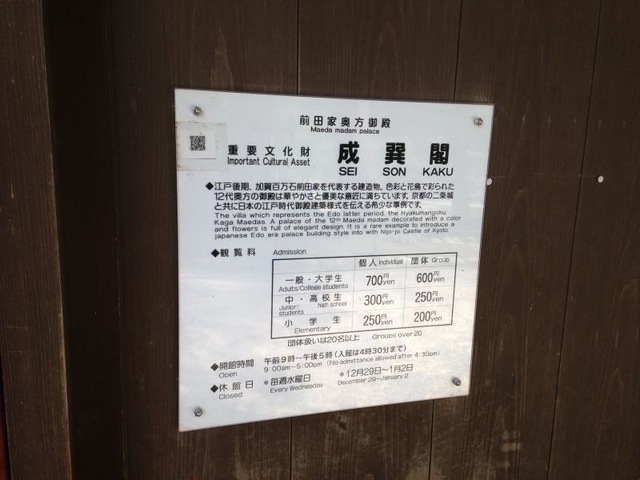 前田家奥方御殿
Maeda madam palace
重要文化財 成巽閣
Important Cultural Asset SEI SON KAKU
◆江戸後期、加賀百万石前田家を代表する建造物。色彩と花鳥で彩られた
12代奥方の御殿は華やかさと優美な意匠に満ちています。京都の二条城
と共に日本の江戸時代御殿建築様式を伝える希少な事例です。
The villa which represents the Edo latter period, the Hyakumangoku
Kaga Maedas. A palace of the 12th Maeda madam decorated with a color
and flowers is full of elegant design. It is a rare example to introduce a
japanese Edo era palace building style into with Nijo-jo Castle of Kyoto.
◆観覧料 Admission
個人 Individual 団体 Group
一般・大学生 700円 600円
Adults/College students yen yen
中・高校生 300円 250円
Junior/high school students yen yen
小学生 250円 200円
Elementary yen yen
団体扱いは20名以上 Groups over 20
◆開館時間 午前9時~午後5時(入館は4時30分まで)
Open 9:00am~5:00pm (No admittance allowed after 4:30pm)
◆休館日 *毎週水曜日 *12月29日~1月2日
Closed Every Wednesday December 29~January 2